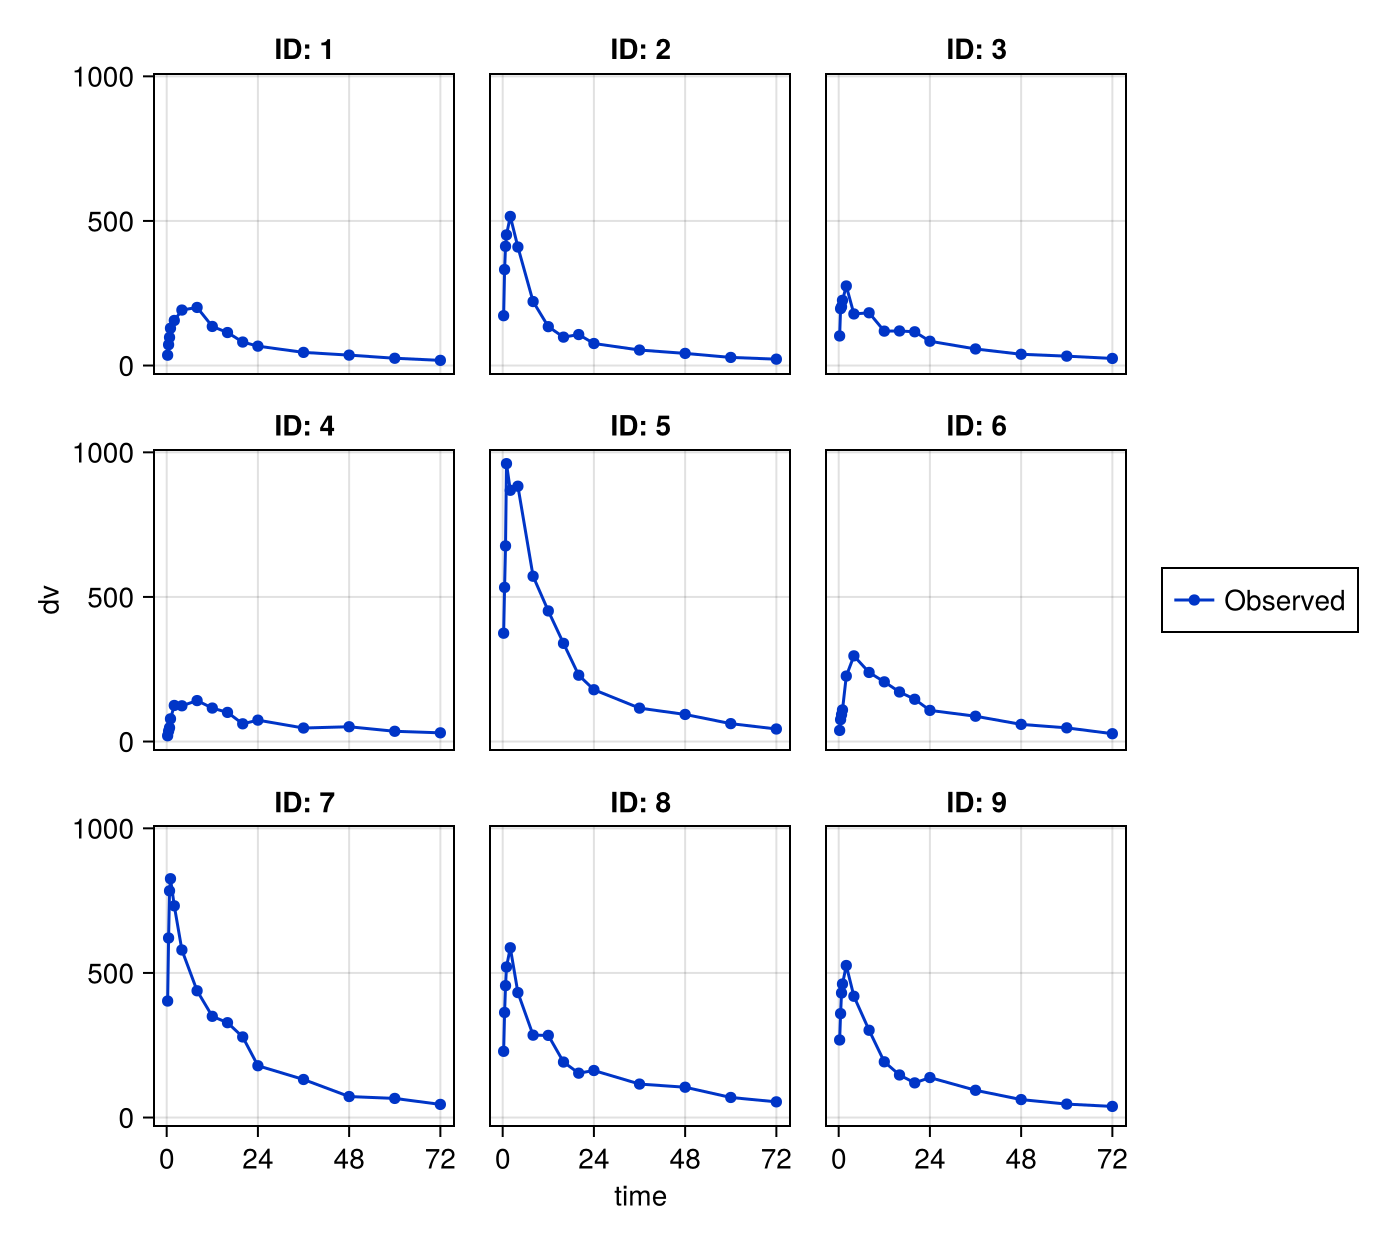 ID: 1
ID: 2
ID: 3
1000
500
0
ID: 4
ID: 5
ID: 6
1000
500
0
dv
Observed
ID: 7
ID: 8
ID: 9
1000
500
0
0 24 48 72
0 24 48 72
0 24 48 72
time